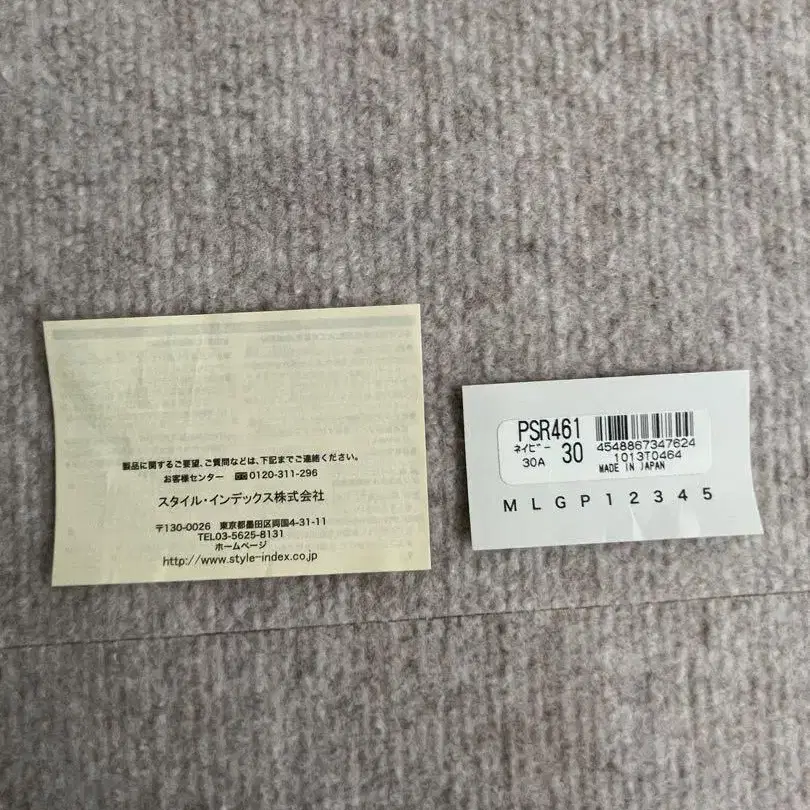 製品に関するご要望、ご質問などは、下記までご連絡ください。
お客様センター 0120-311-296
スタイル・インデックス株式会社
〒130-0026 東京都墨田区両国4-31-11
TEL03-5625-8131
ホームページ
http://www.style-index.co.jp
PSR461
ネイビー 30
30A
4548867347624
1013T0464
MADE IN JAPAN
M L G P 1 2 3 4 5